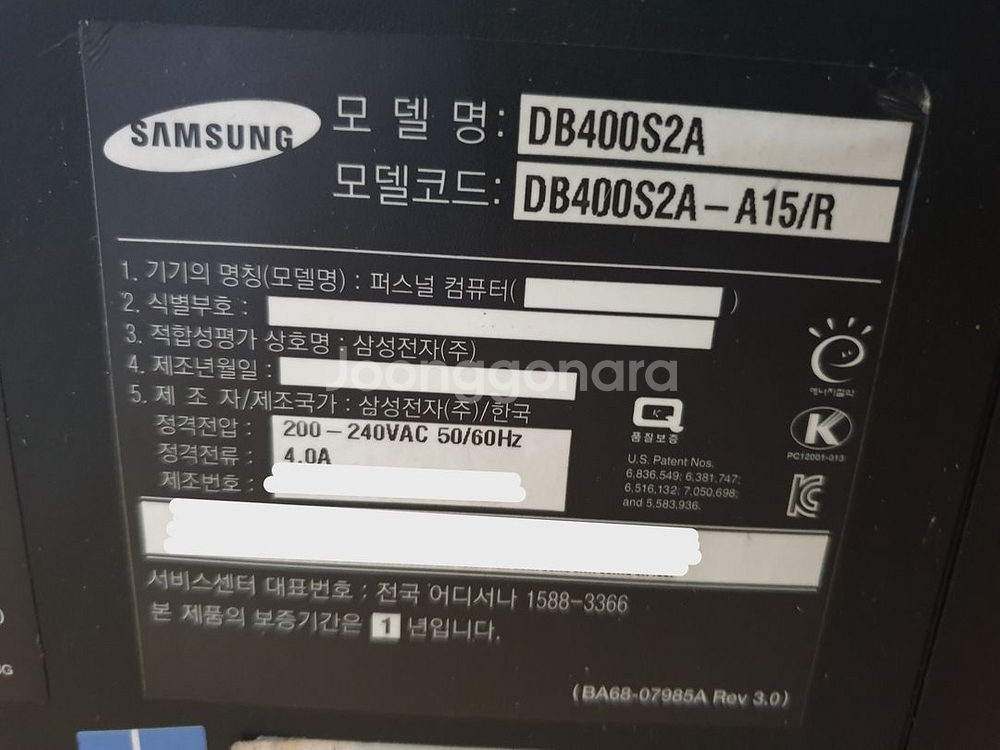 SAMSUNG
모 델 명: DB400S2A
모델코드: DB400S2A-A15/R
1. 기기의 명칭(모델명) : 퍼스널 컴퓨터( )
2. 식별부호 :
3. 적합성평가 상호명 : 삼성전자(주)
4. 제조년월일 :
Joonggonara
5. 제 조 자/제조국가 : 삼성전자(주)/한국
정격전압 : 200-240VAC 50/60Hz
정격전류 : 4.0A
제조번호 :
에너지절약
K
품질보증
U.S. Patent Nos.
6,836,549; 6,381,747;
6,516,132; 7,050,698;
and 5,583,936.
K
PC12001-013
서비스센터 대표번호 : 전국 어디서나 1588-3366
본 제품의 보증기간은 1 년입니다.
(BA68-07985A Rev 3.0)